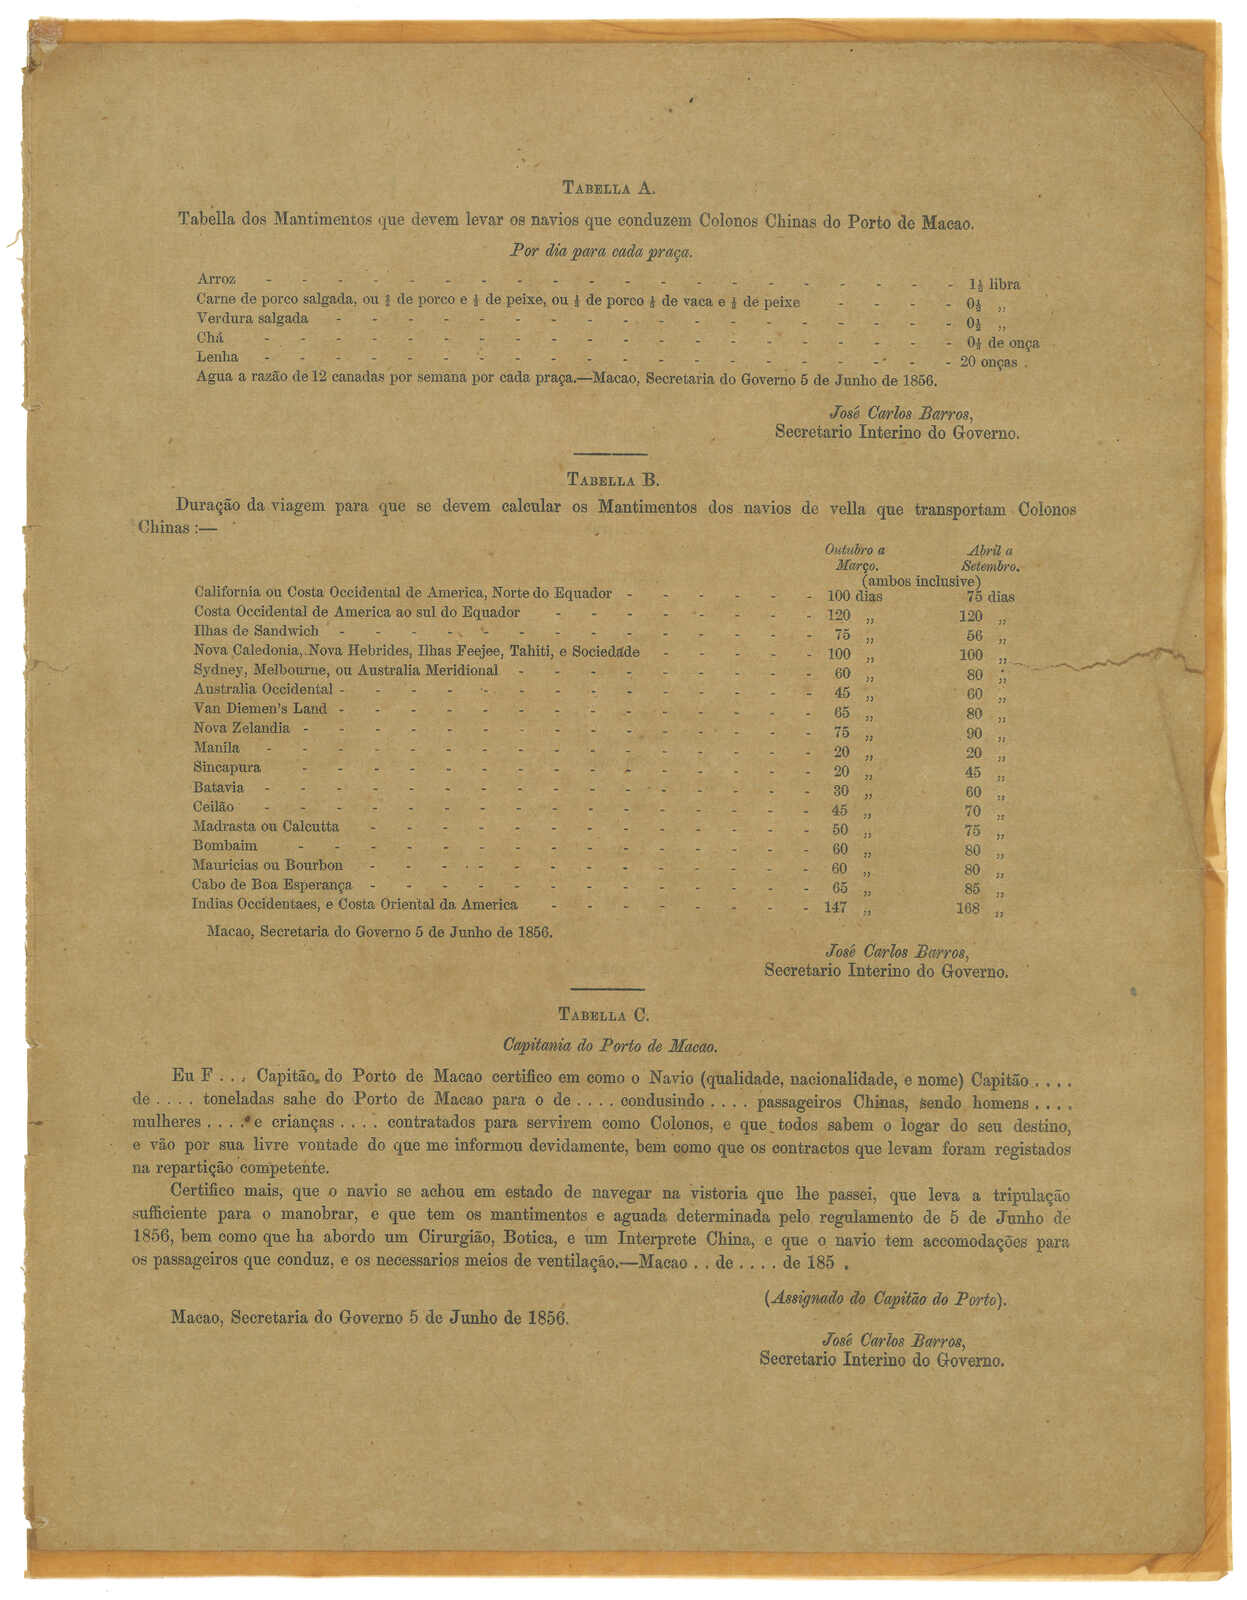 TABELLA A.
Tabella dos Mantimentos que devem levar os navios que conduzem Colonos Chinas do Porto de Macao.
Por dia para cada praça.
Arroz - - - - - - - - - - - - - - - - - - - - 1½ libra
Carne de porco salgada, ou de porco e de peixe, ou de porco de vaca e de peixe - - - - 0½ „
Verdura salgada - - - - - - - - - - - - - - - - - - 0½ „
Chá - - - - - - - - - - - - - - - - - - - - de onça
Lenha - - - - - - - - - - - - - - - - - - - - 20 onças .
Agua a razão de 12 canadas por semana por cada praça.—Macao, Secretaria do Governo 5 de Junho de 1856.
José Carlos Barros,
Secretario Interino do Governo.
TABELLA B.
Duração da viagem para que se devem calcular os Mantimentos dos navios de vella que transportam Colonos
Chinas :—
Outubro a Abril a
Março. Setembro.
(ambos inclusive)
California ou Costa Occidental de America, Norte do Equador - - - - - - 100 dias 75 dias
Costa Occidental de America ao sul do Equador - - - - - - - - 120 „ 120 „
Ilhas de Sandwich - - - - - - - - - - - - - - 75 „ 56 „
Nova Caledonia, Nova Hebrides, Ilhas Feejee, Tahiti, e Sociedade - - - - - 100 „ 100 „
Sydney, Melbourne, ou Australia Meridional - - - - - - - - - 60 „ 80 „
Australia Occidental - - - - - - - - - - - - - - 45 „ 60 „
Van Diemen's Land - - - - - - - - - - - - - - 65 „ 80 „
Nova Zelandia - - - - - - - - - - - - - - - 75 „ 90 „
Manila - - - - - - - - - - - - - - - - 20 „ 20 „
Sincapura - - - - - - - - - - - - - - - 20 „ 45 „
Batavia - - - - - - - - - - - - - - - - 30 „ 60 „
Ceilão - - - - - - - - - - - - - - - - 45 „ 70 „
Madrasta ou Calcutta - - - - - - - - - - - - - 50 „ 75 „
Bombaim - - - - - - - - - - - - - - - 60 „ 80 „
Mauricias ou Bourbon - - - - - - - - - - - - - 60 „ 80 „
Cabo de Boa Esperança - - - - - - - - - - - - - 65 „ 85 „
Indias Occidentaes, e Costa Oriental da America - - - - - - - - 147 „ 168 „
Macao, Secretaria do Governo 5 de Junho de 1856.
José Carlos Barros,
Secretario Interino do Governo.
TABELLA C.
Capitania do Porto de Macao.
Eu F . . . Capitão do Porto de Macao certifico em como o Navio (qualidade, nacionalidade, e nome) Capitão . . . .
de . . . . toneladas sahe do Porto de Macao para o de . . . . condusindo . . . . passageiros Chinas, sendo homens . . . .
mulheres . . . . e crianças . . . . contratados para servirem como Colonos, e que todos sabem o logar do seu destino,
e vão por sua livre vontade do que me informou devidamente, bem como que os contractos que levam foram registados
na repartição competente.
Certifico mais, que o navio se achou em estado de navegar na vistoria que lhe passei, que leva a tripulação
sufficiente para o manobrar, e que tem os mantimentos e aguada determinada pelo regulamento de 5 de Junho de
1856, bem como que ha abordo um Cirurgião, Botica, e um Interprete China, e que o navio tem accomodações para
os passageiros que conduz, e os necessarios meios de ventilação.—Macao . . de . . . . de 185 .
(Assignado do Capitão do Porto).
Macao, Secretaria do Governo 5 de Junho de 1856.
José Carlos Barros,
Secretario Interino do Governo.